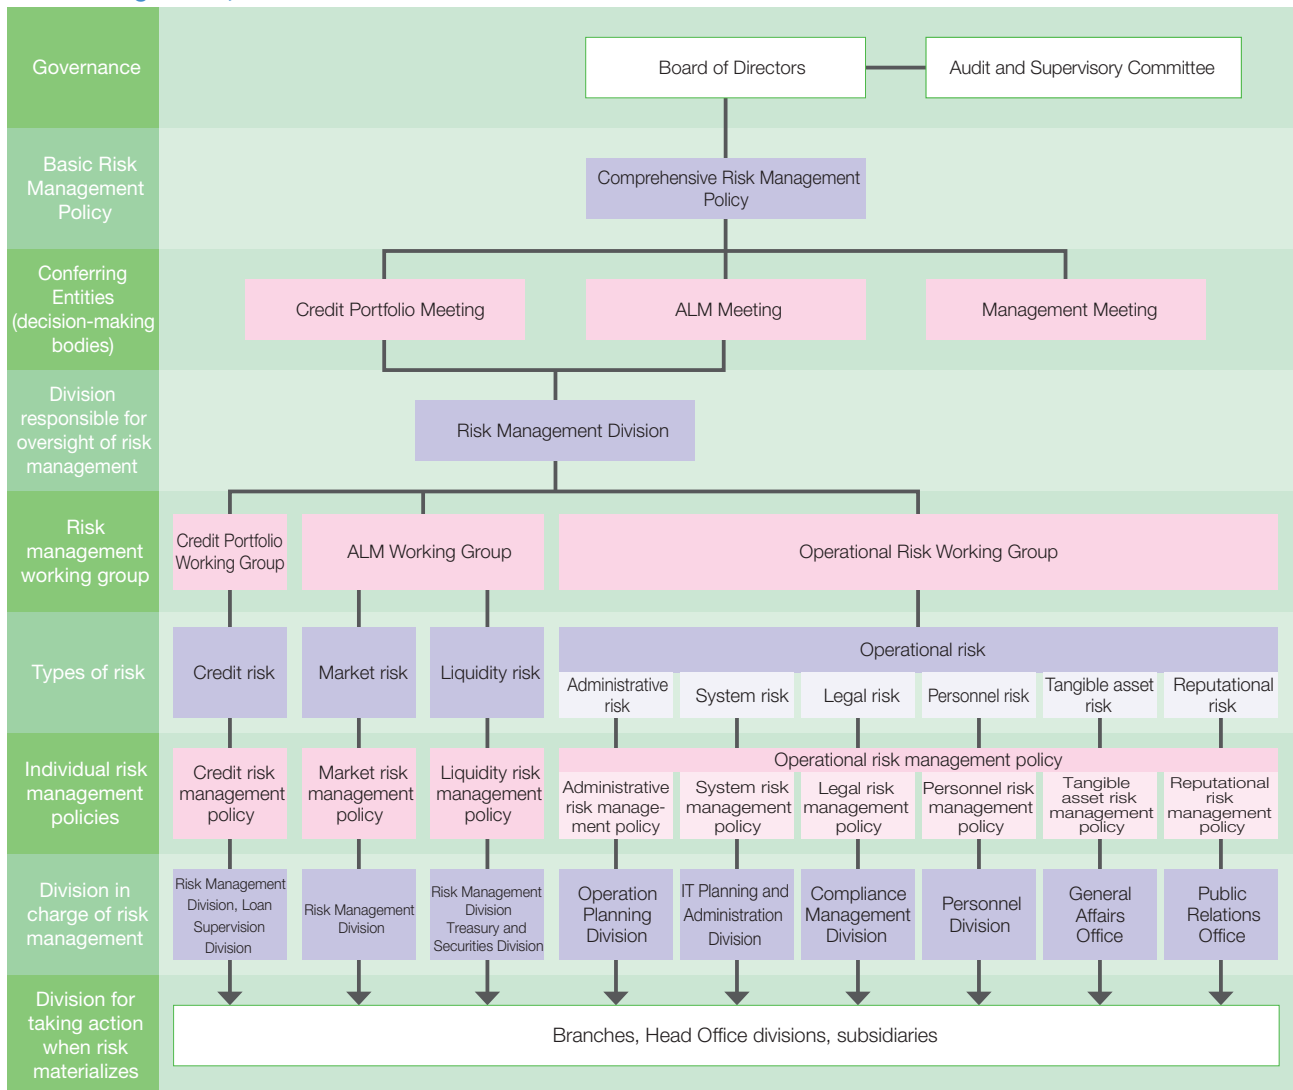 Governance
Board of Directors
Audit and Supervisory Committee
Basic Risk
Management
Policy
Comprehensive Risk Management
Policy
Conferring
Entities
(decision-making
bodies)
Credit Portfolio Meeting
ALM Meeting
Management Meeting
Division
responsible for
oversight of risk
management
Risk Management Division
Risk
management
working group
Credit Portfolio
Working Group
ALM Working Group
Operational Risk Working Group
Types of risk
Credit risk
Market risk
Liquidity risk
Operational risk
Administrative
risk
System risk
Legal risk
Personnel risk
Tangible asset
risk
Reputational
risk
Individual risk
management
policies
Credit risk
management
policy
Market risk
management
policy
Liquidity risk
management
policy
Operational risk management policy
Administrative
risk manage-
ment policy
System risk
management
policy
Legal risk
management
policy
Personnel risk
management
policy
Tangible
asset risk
management
policy
Reputational
risk
management
policy
Division in
charge of risk
management
Risk Management
Division, Loan
Supervision
Division
Risk Management
Division
Risk Management
Division
Treasury and
Securities Division
Operation
Planning
Division
IT Planning and
Administration
Division
Compliance
Management
Division
Personnel
Division
General
Affairs
Office
Public
Relations
Office
Division for
taking action
when risk
materializes
Branches, Head Office divisions, subsidiaries